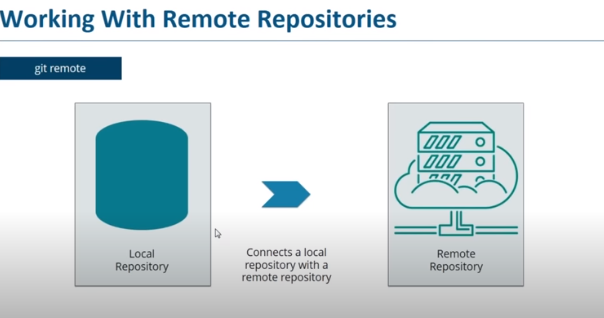 Working With Remote Repositories
git remote
Local
Repository
Connects a local
repository with a
remote repository
Remote
Repository